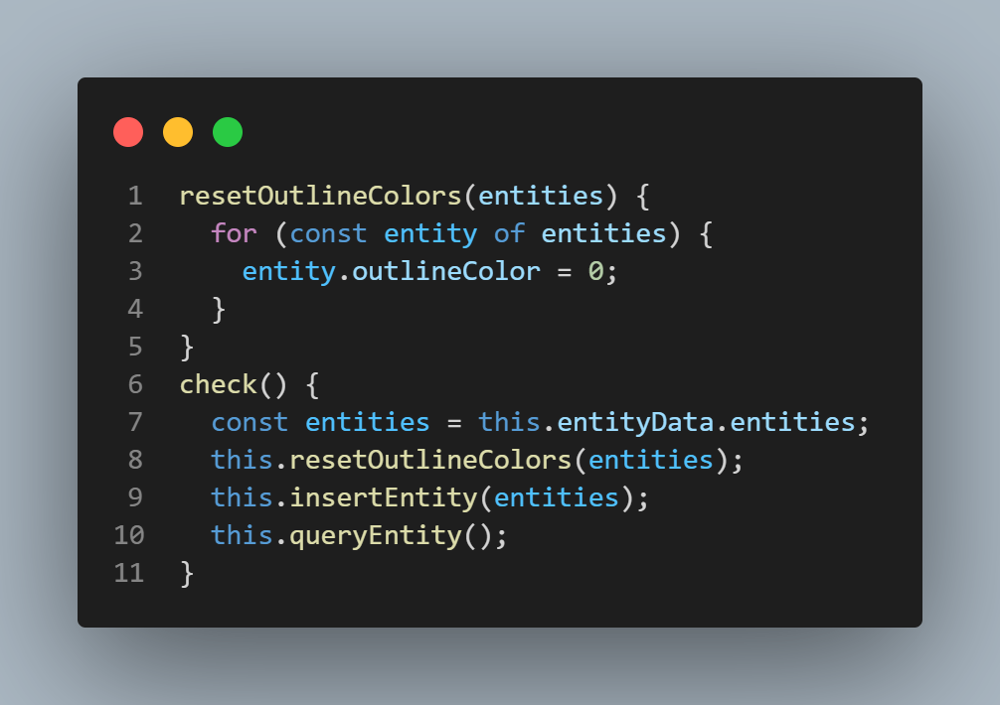 1 resetOutlineColors(entities) {
2   for (const entity of entities) {
3     entity.outlineColor = 0;
4   }
5 }
6 check() {
7   const entities = this.entityData.entities;
8   this.resetOutlineColors(entities);
9   this.insertEntity(entities);
10   this.queryEntity();
11 }